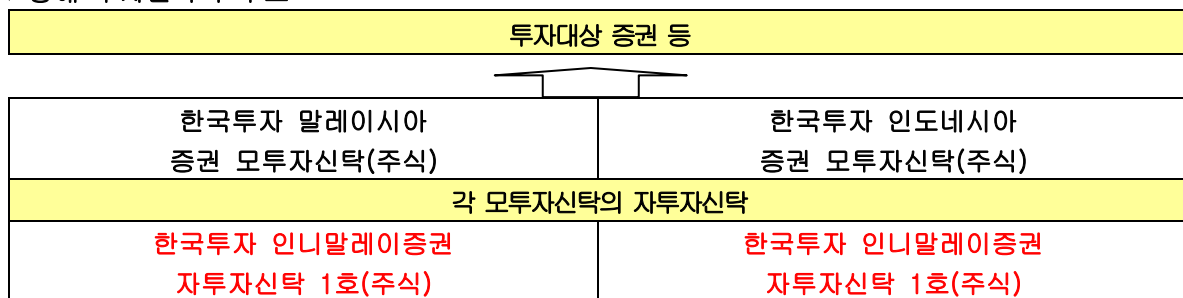 투자대상 증권 등
한국투자 말레이시아
증권 모투자신탁(주식)
한국투자 인도네시아
증권 모투자신탁(주식)
각 모투자신탁의 자투자신탁
한국투자 인니말레이증권
자투자신탁 1호(주식)
한국투자 인니말레이증권
자투자신탁 1호(주식)